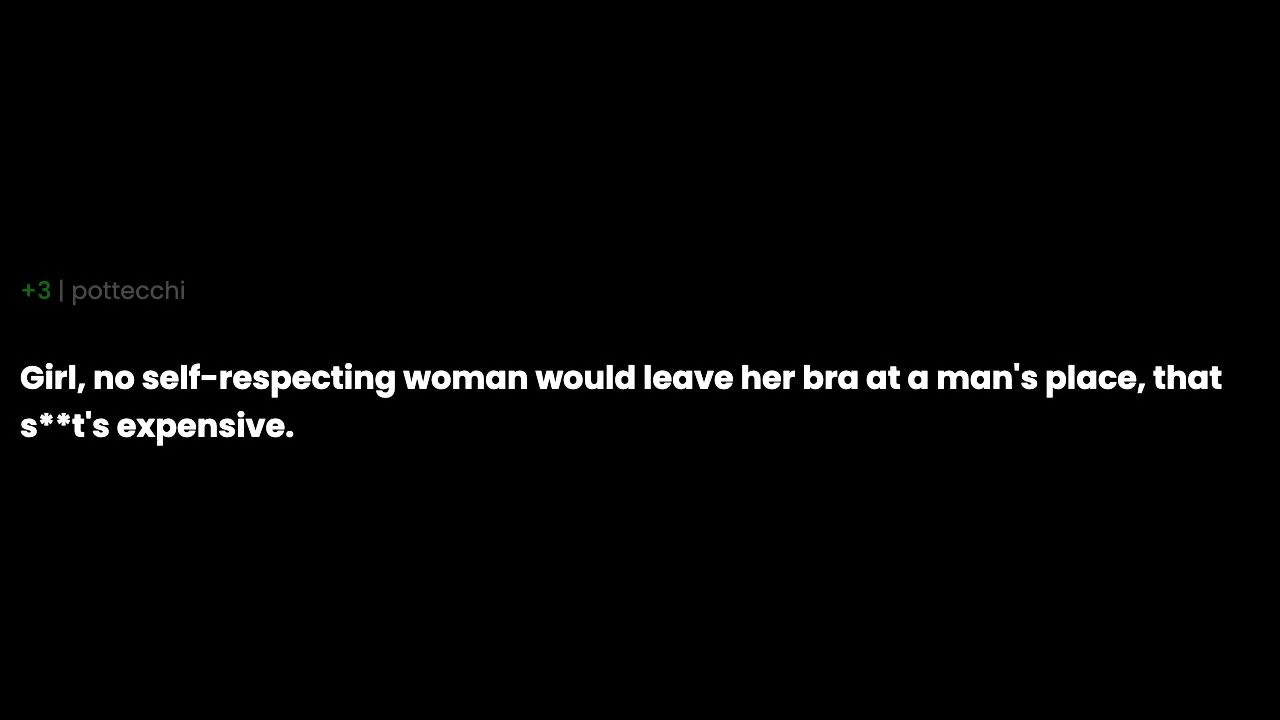 +3 | pottecchi
Girl, no self-respecting woman would leave her bra at a man's place, that
s**t's expensive.